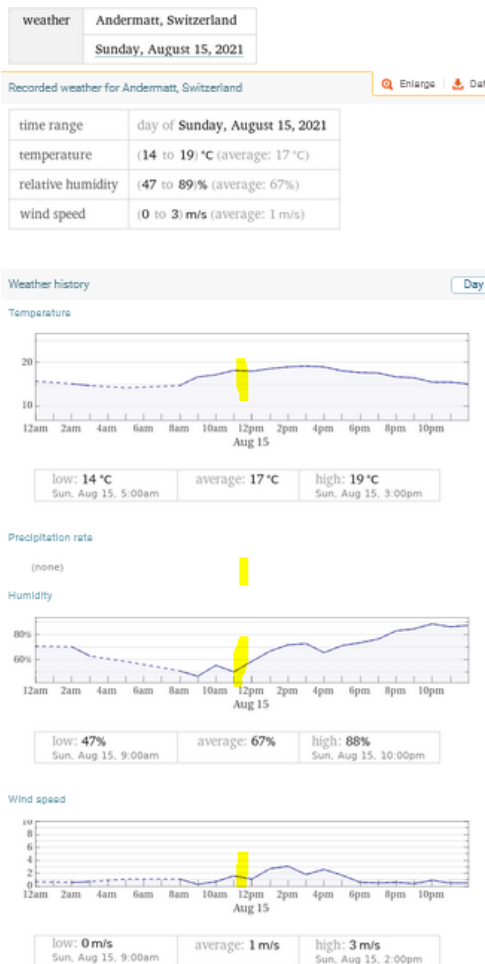 weather Andermatt, Switzerland
Sunday, August 15, 2021
Recorded weather for Andermatt, Switzerland Enlarge
time range day of Sunday, August 15, 2021
temperature (14 to 19) °C (average: 17 °C)
relative humidity (47 to 89)% (average: 67%)
wind speed (0 to 3) m/s (average: 1 m/s)
Weather history Day
Temperature
20
10
12am 2am 4am 6am 8am 10am 12pm 2pm 4pm 6pm 8pm 10pm
Aug 15
low: 14 °C average: 17 °C high: 19 °C
Sun, Aug 15, 5:00am Sun, Aug 15, 3:00pm
Precipitation rate
(none)
Humidity
80%
60%
12am 2am 4am 6am 8am 10am 12pm 2pm 4pm 6pm 8pm 10pm
Aug 15
low: 47% average: 67% high: 88%
Sun, Aug 15, 9:00am Sun, Aug 15, 10:00pm
Wind speed
10
8
6
4
2
0
12am 2am 4am 6am 8am 10am 12pm 2pm 4pm 6pm 8pm 10pm
Aug 15
low: 0 m/s average: 1 m/s high: 3 m/s
Sun, Aug 15, 9:00am Sun, Aug 15, 2:00pm